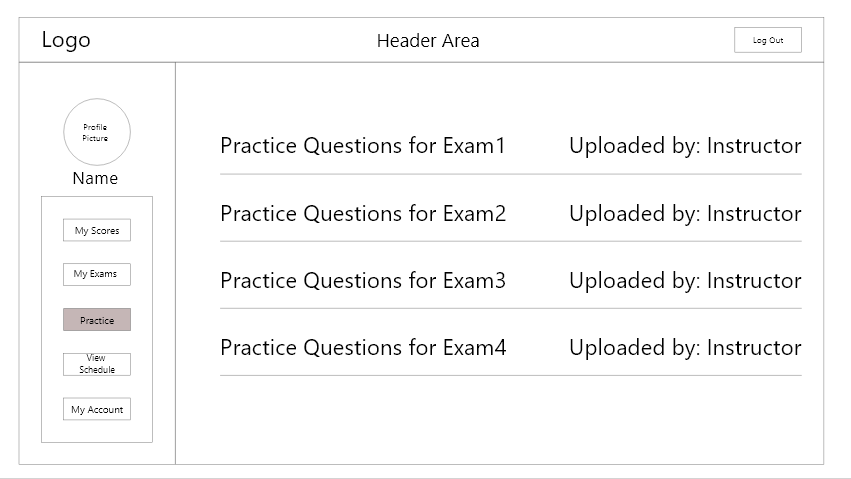 Logo
Header Area
Log Out
Profile
Picture
Name
My Scores
My Exams
Practice
View
Schedule
My Account
Practice Questions for Exam1
Uploaded by: Instructor
Practice Questions for Exam2
Uploaded by: Instructor
Practice Questions for Exam3
Uploaded by: Instructor
Practice Questions for Exam4
Uploaded by: Instructor